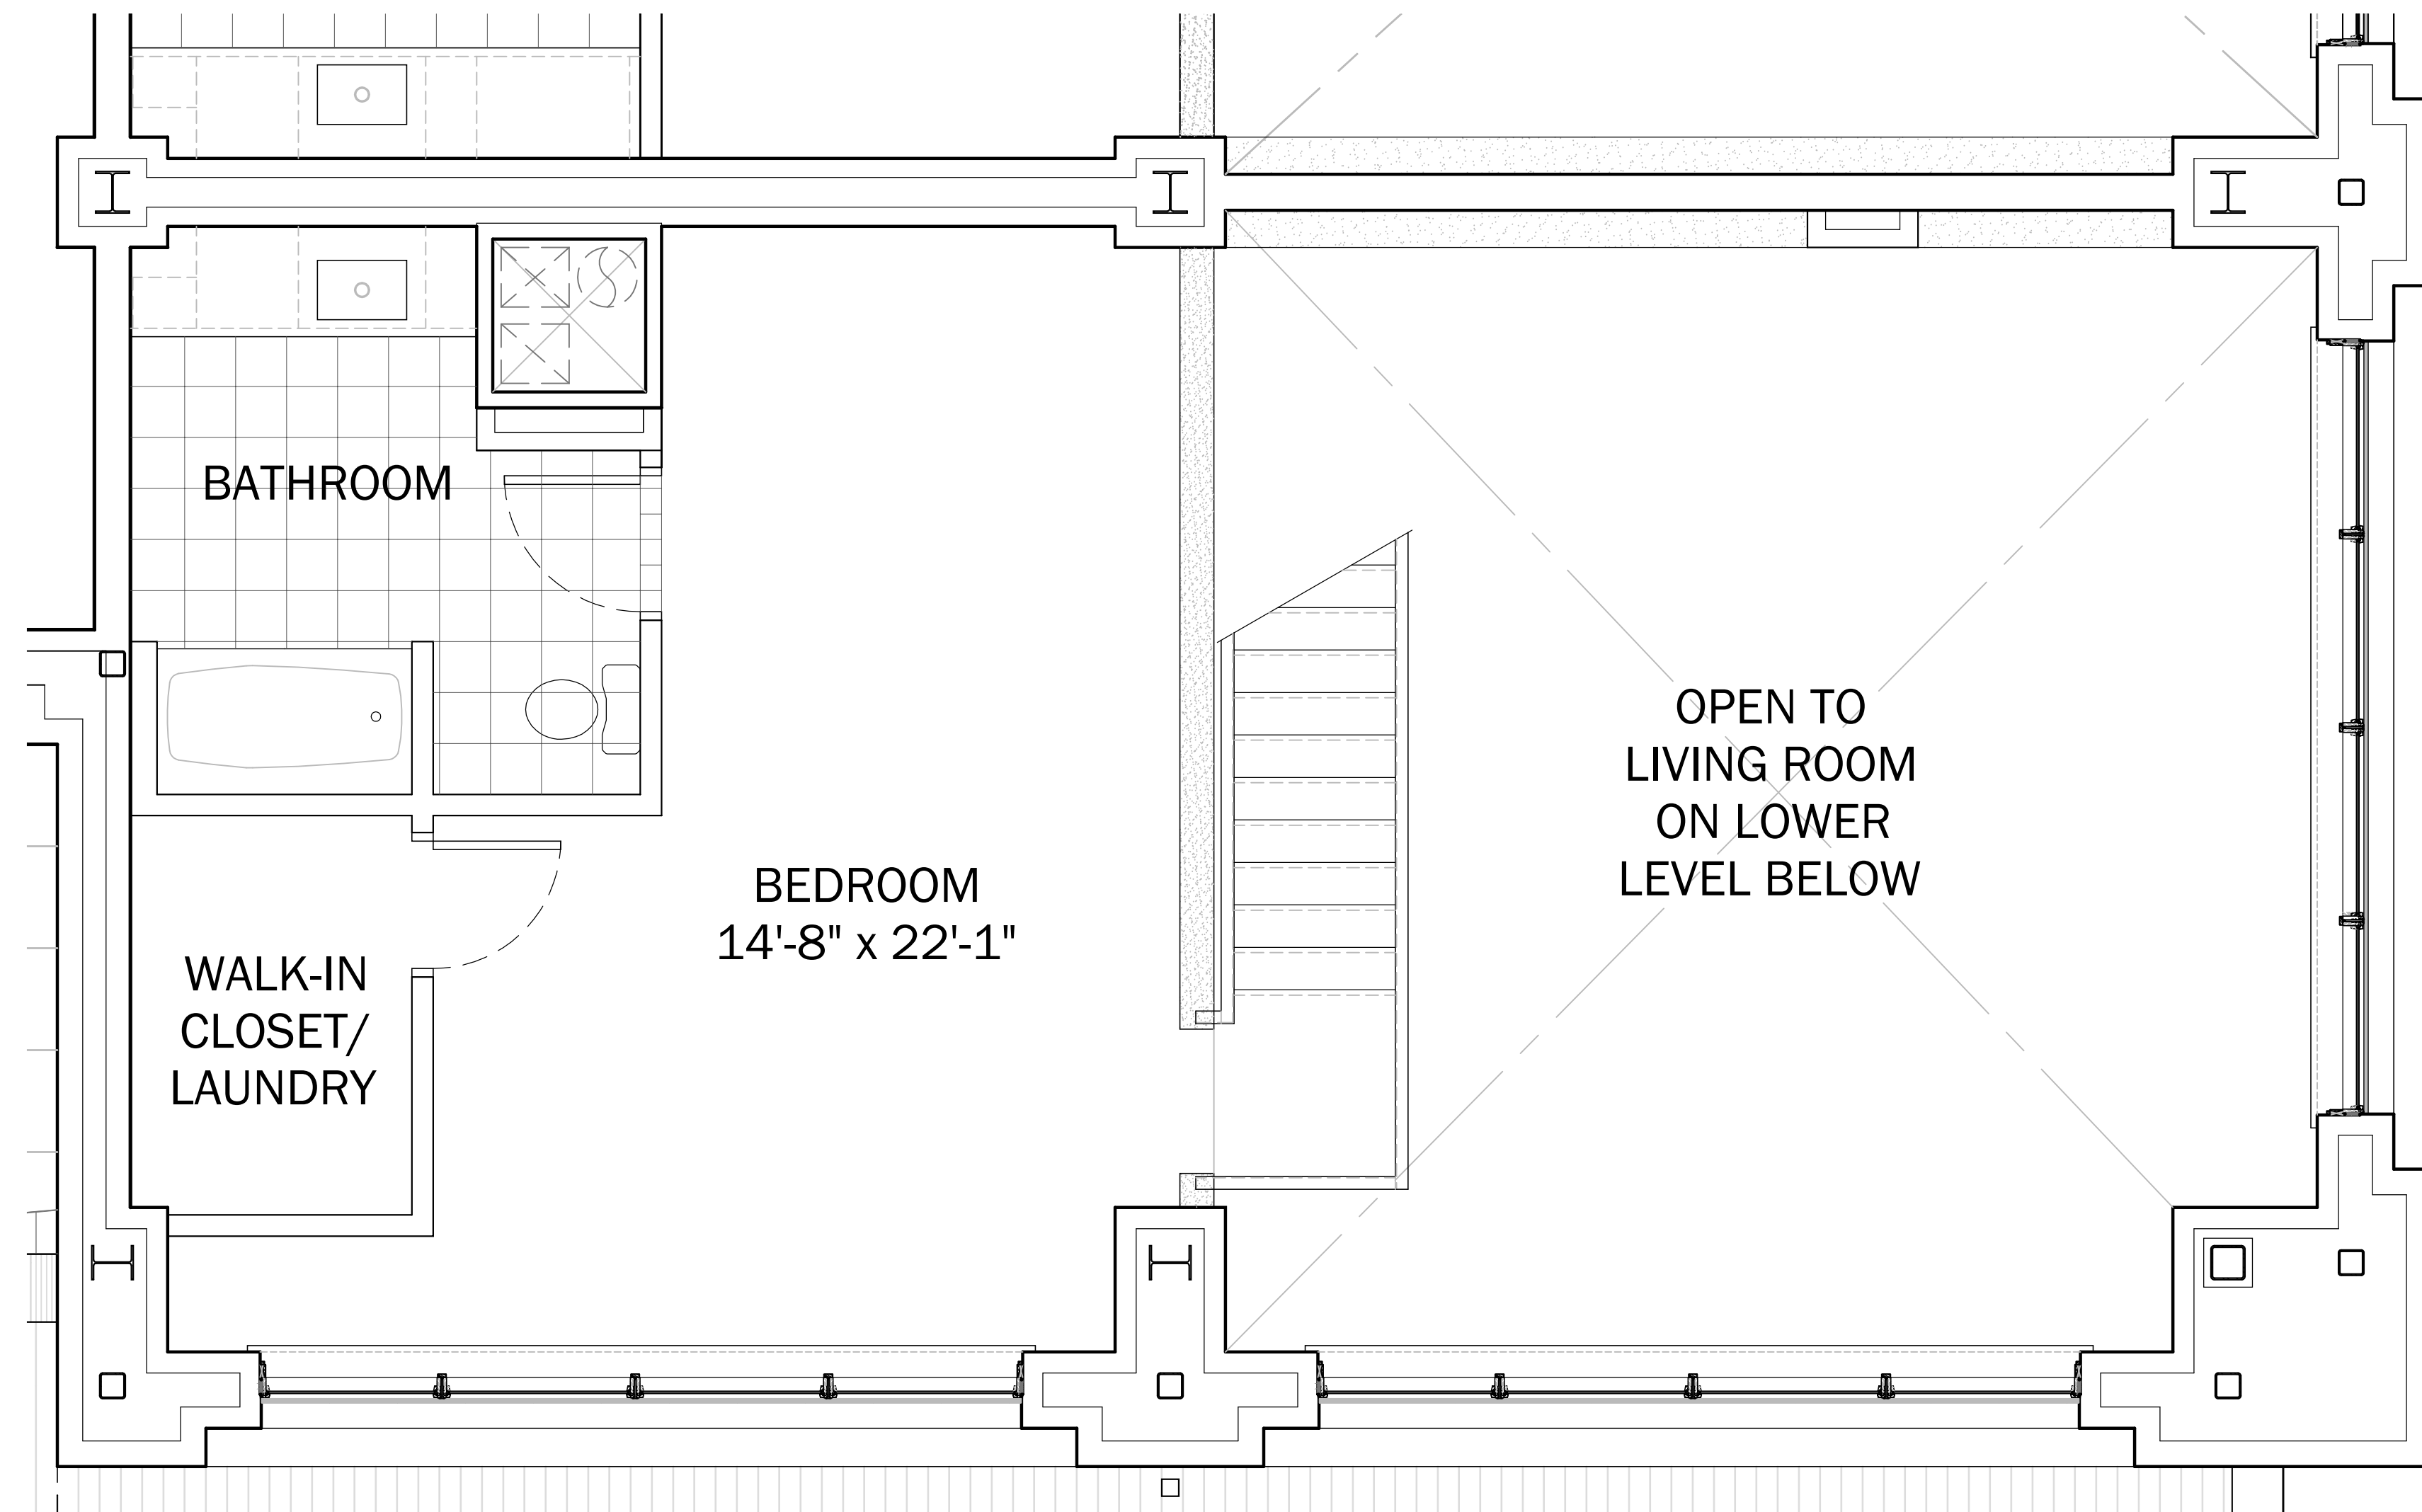 BATHROOM
BEDROOM
14'-8" x 22'-1"
WALK-IN
CLOSET/
LAUNDRY
OPEN TO
LIVING ROOM
ON LOWER
LEVEL BELOW